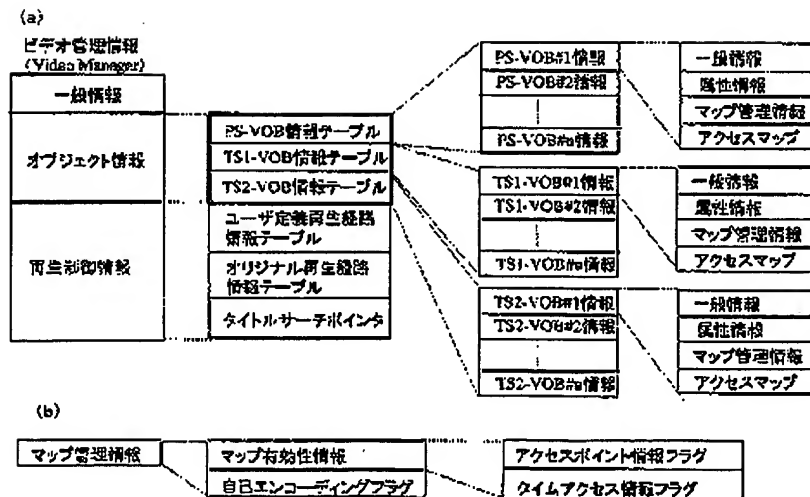 (a)
ビデオ管理情報
(Video Manager)
一般情報
オブジェクト情報
再生制御情報
PS-VOB情報テーブル
TS1-VOB情報テーブル
TS2-VOB情報テーブル
ユーザ定義再生経路
情報テーブル
オリジナル再生経路
情報テーブル
タイトルサーチポインタ
PS-VOB#1情報
PS-VOB#2情報
PS-VOB#n情報
一般情報
属性情報
マップ管理情報
アクセスマップ
TS1-VOB#1情報
TS1-VOB#2情報
TS1-VOB#n情報
一般情報
属性情報
マップ管理情報
アクセスマップ
TS2-VOB#1情報
TS2-VOB#2情報
TS2-VOB#n情報
一般情報
属性情報
マップ管理情報
アクセスマップ
(b)
マップ管理情報
マップ有効性情報
自己エンコーディングフラグ
アクセスポイント情報フラグ
タイムアクセス情報フラグ